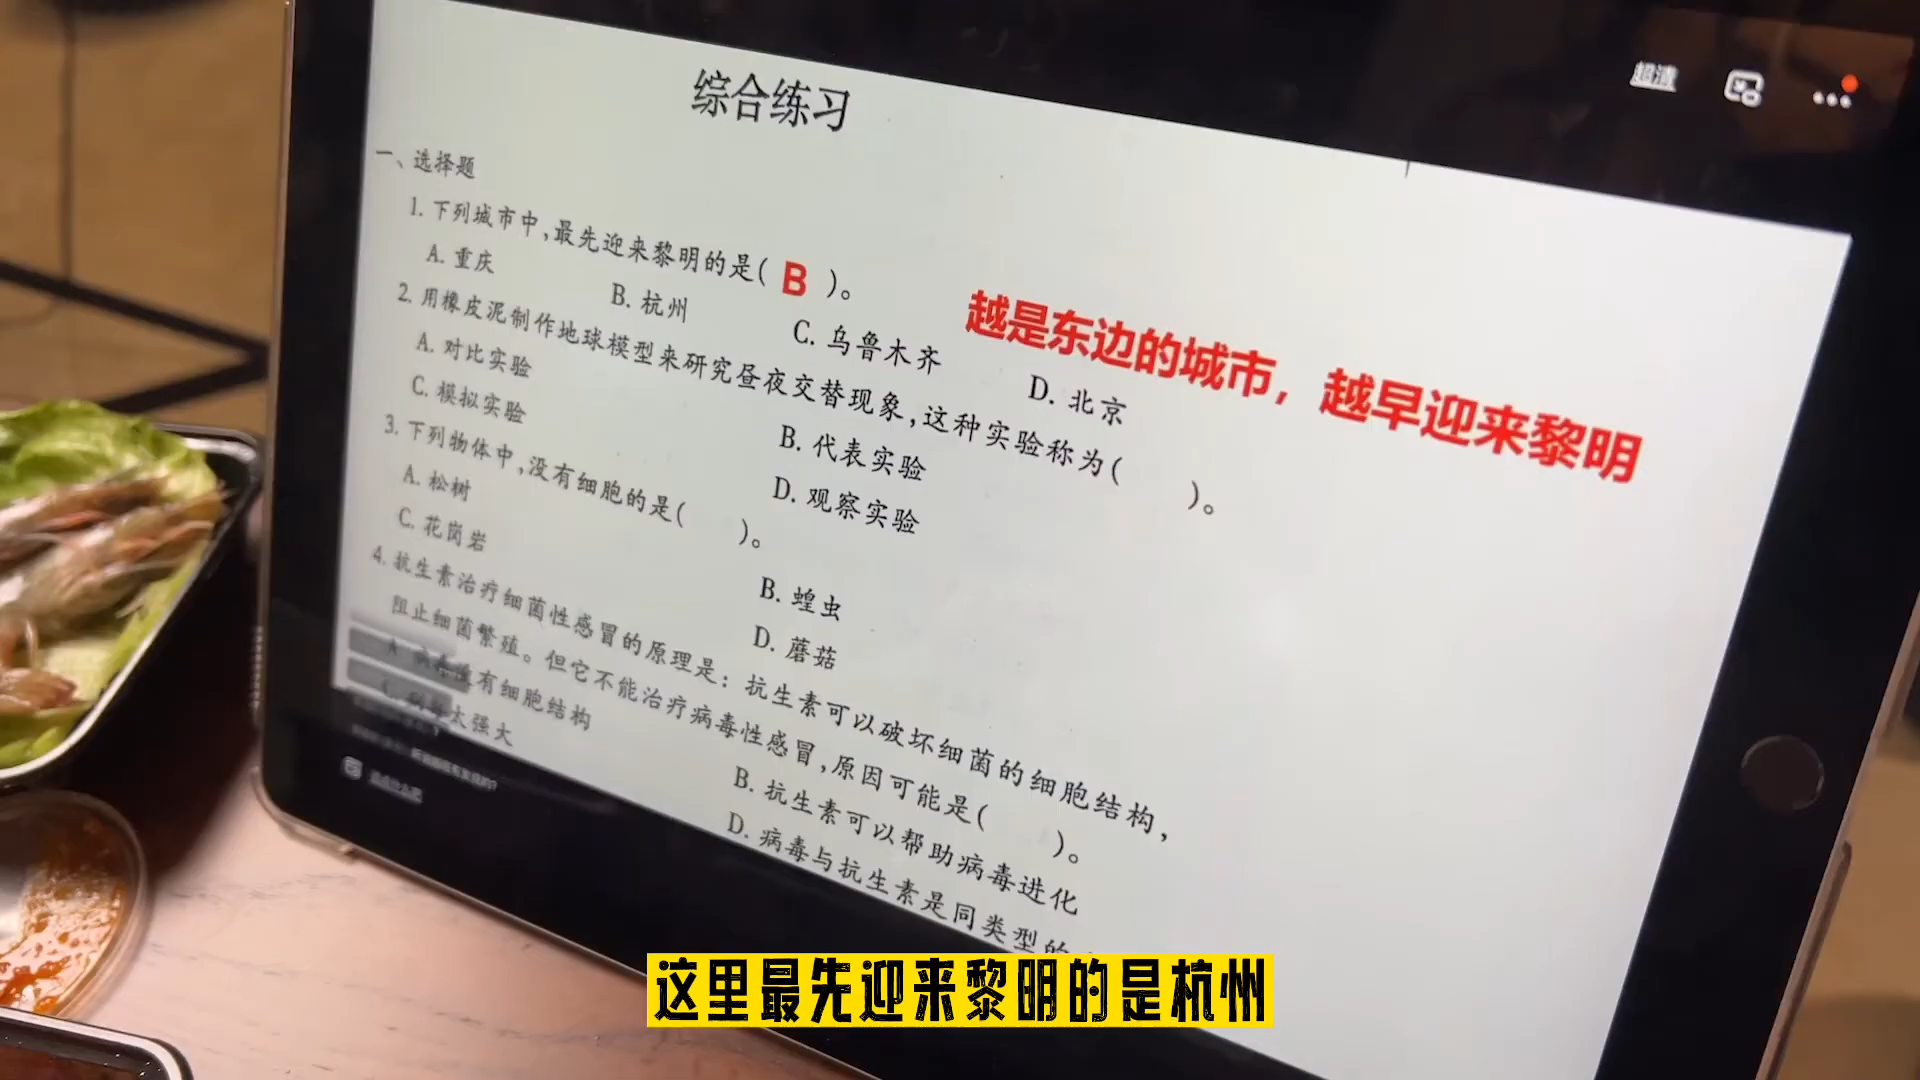 超清
综合练习
一、选择题
1. 下列城市中,最先迎来黎明的是( B )。
A. 重庆
B. 杭州
C. 乌鲁木齐
D. 北京
越是东边的城市，越早迎来黎明
2. 用橡皮泥制作地球模型来研究昼夜交替现象,这种实验称为( )。
A. 对比实验
B. 代表实验
C. 模拟实验
D. 观察实验
3. 下列物体中,没有细胞的是( )。
A. 松树
B. 蝗虫
C. 花岗岩
D. 蘑菇
4. 抗生素治疗细菌性感冒的原理是：抗生素可以破坏细菌的细胞结构,
阻止细菌繁殖。但它不能治疗病毒性感冒,原因可能是( )。
A 病毒没有细胞结构
B. 抗生素可以帮助病毒进化
C. 太强大
D. 病毒与抗生素是同类型的
这里最先迎来黎明的是杭州